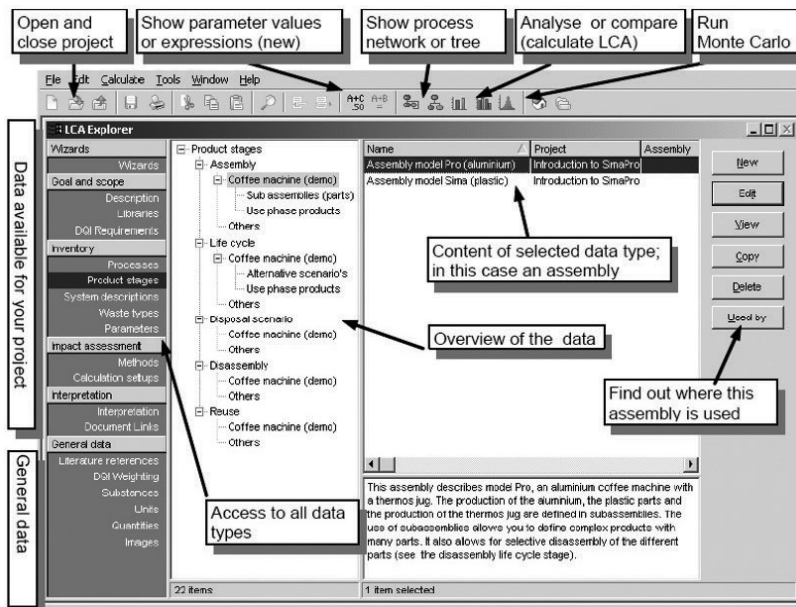 Open and
close project
Show parameter values
or expressions (new)
Show process
network or tree
Analyse or compare
(calculate LCA)
Run
Monte Carlo
File Edit Calculate Tools Window Help
A+C
.50
A+B
=
Data available for your project
General data
LCA Explorer
Wizards
Wizards
Goal and scope
Description
Libraries
DQI Requirements
Inventory
Processes
Product stages
System descriptions
Waste types
Parameters
Impact assessment
Methods
Calculation setups
Interpretation
Interpretation
Document Links
General data
Literature references
DQI Weighting
Substances
Units
Quantities
Images
Product stages
Assembly
Coffee machine (demo)
Sub assemblies (parts)
Use phase products
Others
Life cycle
Coffee machine (demo)
Alternative scenario's
Use phase products
Others
Disposal scenario
Coffee machine (demo)
Others
Disassembly
Coffee machine (demo)
Others
Reuse
Coffee machine (demo)
Others
Access to all data
types
22 items
Name Project Assembly
Assembly model Pro (aluminium) Introduction to SimaPro
Assembly model Sima (plastic) Introduction to SimaPro
Content of selected data type;
in this case an assembly
Overview of the data
This assembly describes model Pro, an aluminium coffee machine with
a thermos jug. The production of the aluminium, the plastic parts and
the production of the thermos jug are defined in subassemblies. The
use of subassemblies allows you to define complex products with
many parts. It also allows for selective disassembly of the different
parts (see the disassembly life cycle stage).
1 item selected
New
Edit
View
Copy
Delete
Used by
Find out where this
assembly is used